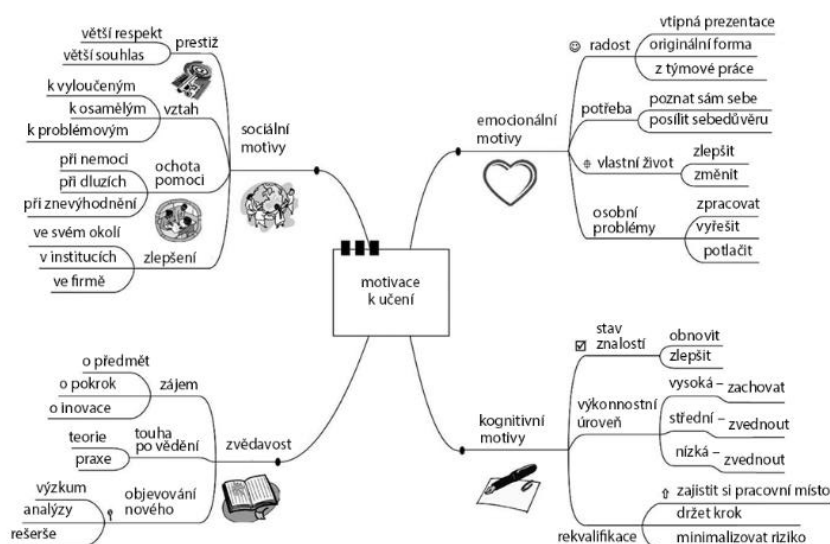 motivace
k učení
sociální
motivy
prestiž
větší respekt
větší souhlas
vztah
k vyloučeným
k osamělým
k problémovým
ochota
pomoci
při nemoci
při dluzích
při znevýhodnění
zlepšení
ve svém okolí
v institucích
ve firmě
emocionální
motivy
radost
vtipná prezentace
originální forma
z týmové práce
potřeba
poznat sám sebe
posílit sebedůvěru
vlastní život
zlepšit
změnit
osobní
problémy
zpracovat
vyřešit
potlačit
zvědavost
zájem
o předmět
o pokrok
o inovace
touha
po vědění
teorie
praxe
objevování
nového
výzkum
analýzy
rešerše
kognitivní
motivy
stav
znalostí
obnovit
zlepšit
výkonnostní
úroveň
vysoká – zachovat
střední – zvednout
nízká – zvednout
rekvalifikace
zajistit si pracovní místo
držet krok
minimalizovat riziko